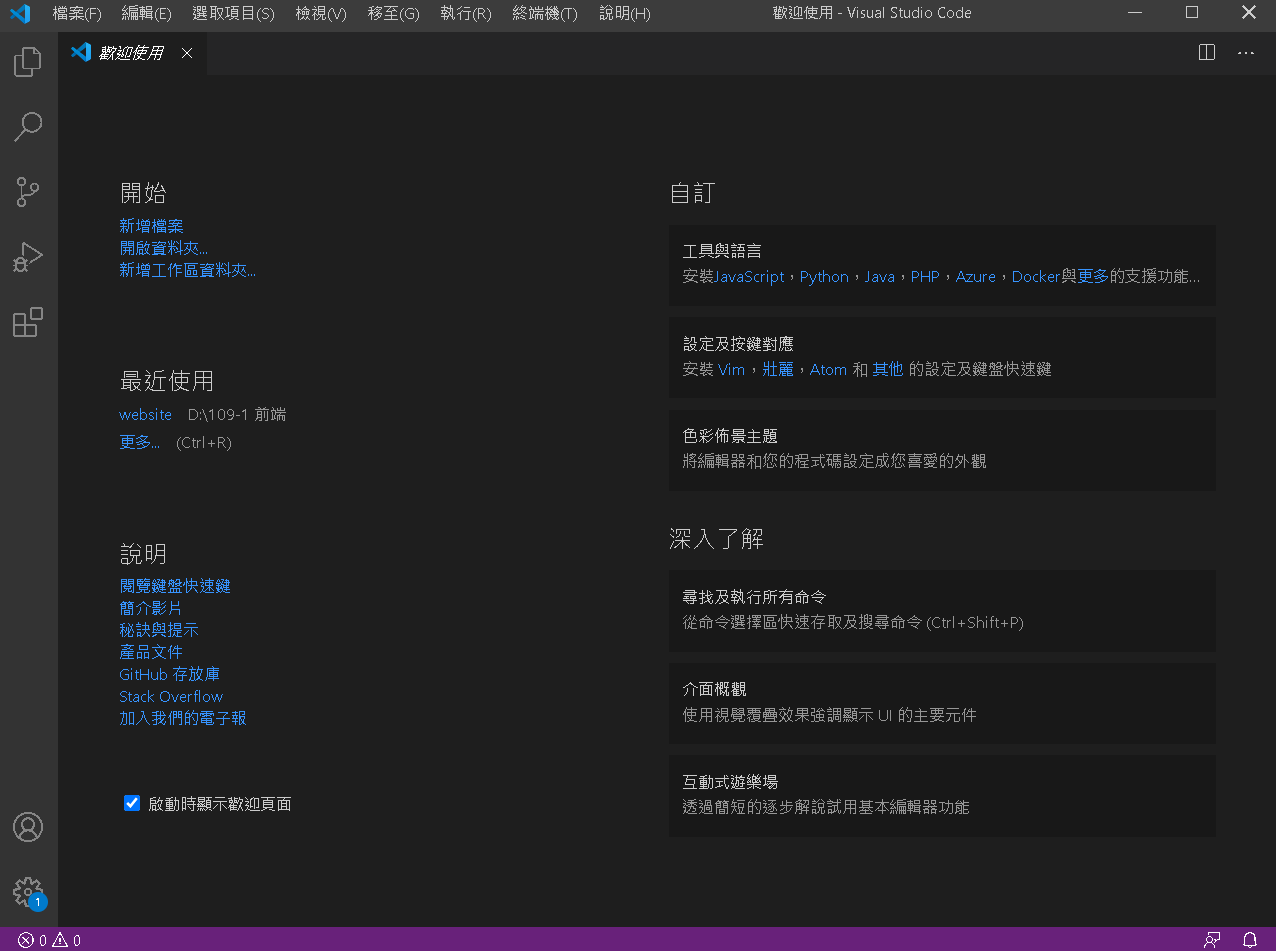 檔案(F) 編輯(E) 選取項目(S) 檢視(V) 移至(G) 執行(R) 終端機(T) 說明(H) 歡迎使用 - Visual Studio Code
歡迎使用
開始
新增檔案
開啟資料夾...
新增工作區資料夾...
最近使用
website D:\109-1 前端
更多... (Ctrl+R)
說明
閱覽鍵盤快速鍵
簡介影片
秘訣與提示
產品文件
GitHub 存放庫
Stack Overflow
加入我們的電子報
啟動時顯示歡迎頁面
自訂
工具與語言
安裝JavaScript，Python，Java，PHP，Azure，Docker與更多的支援功能...
設定及按鍵對應
安裝 Vim，壯麗，Atom 和 其他 的設定及鍵盤快速鍵
色彩佈景主題
將編輯器和您的程式碼設定成您喜愛的外觀
深入了解
尋找及執行所有命令
從命令選擇區快速存取及搜尋命令 (Ctrl+Shift+P)
介面概觀
使用視覺覆疊效果強調顯示 UI 的主要元件
互動式遊樂場
透過簡短的逐步解說試用基本編輯器功能
1
0 0